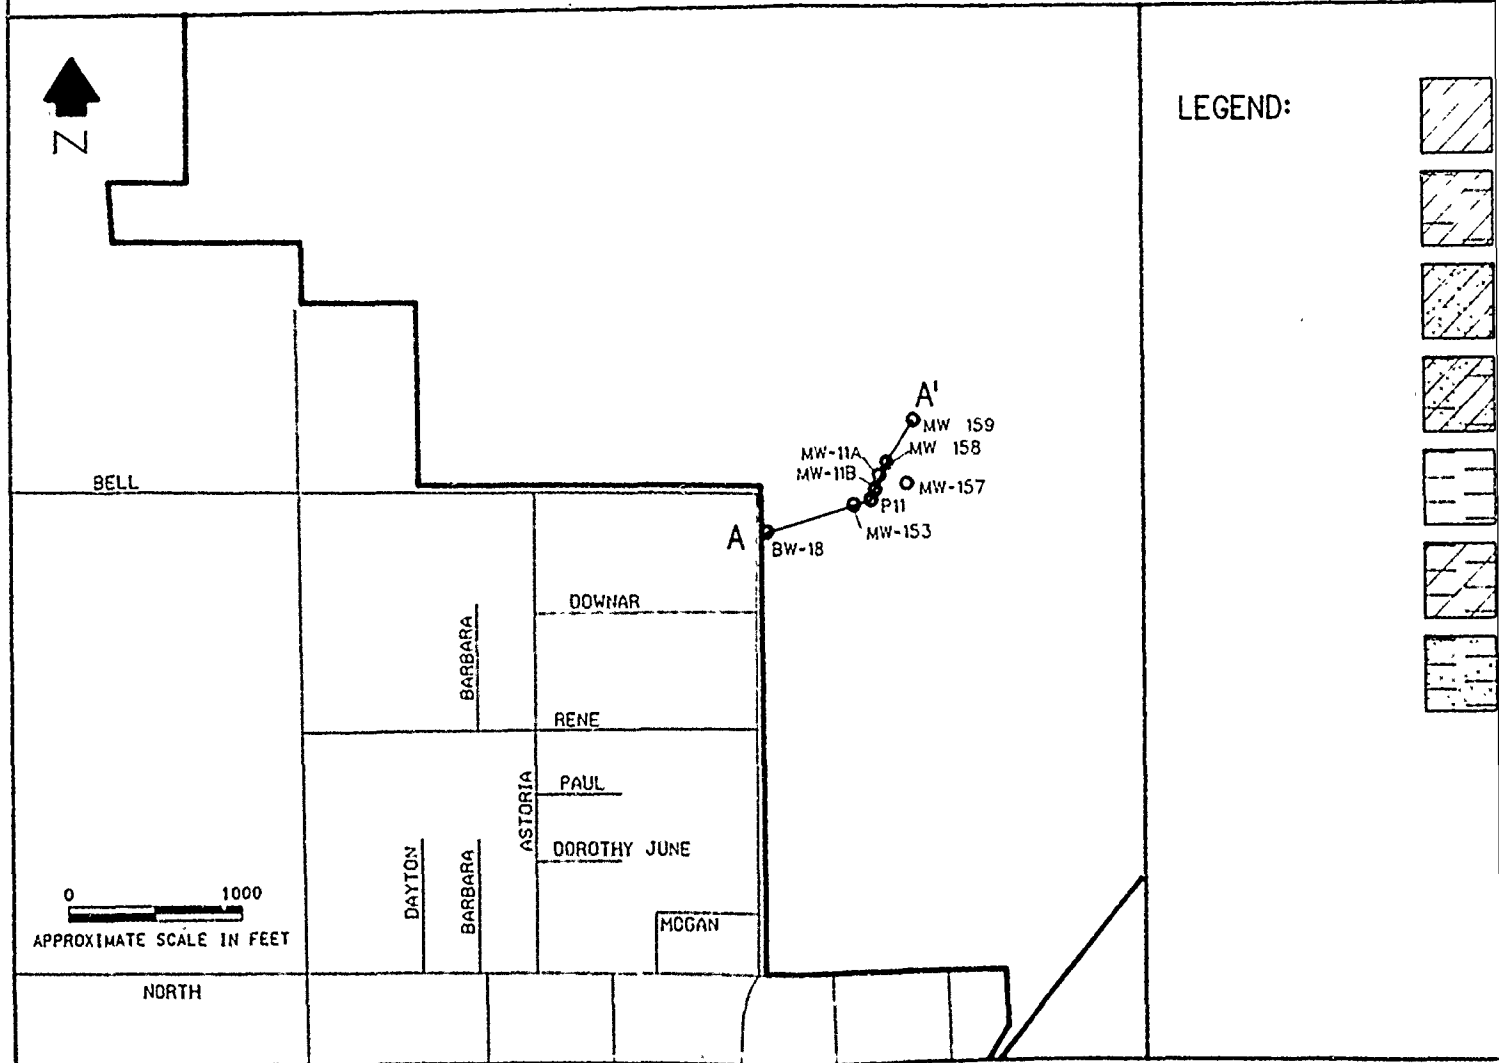 N
LEGEND:
A'
MW 159
MW-11A
MW 158
MW-11B
MW-157
P11
MW-153
BELL
A
BW-18
DOWNAR
BARBARA
RENE
ASTORIA
PAUL
DOROTHY JUNE
DAYTON
BARBARA
MCGAN
0 1000
APPROXIMATE SCALE IN FEET
NORTH